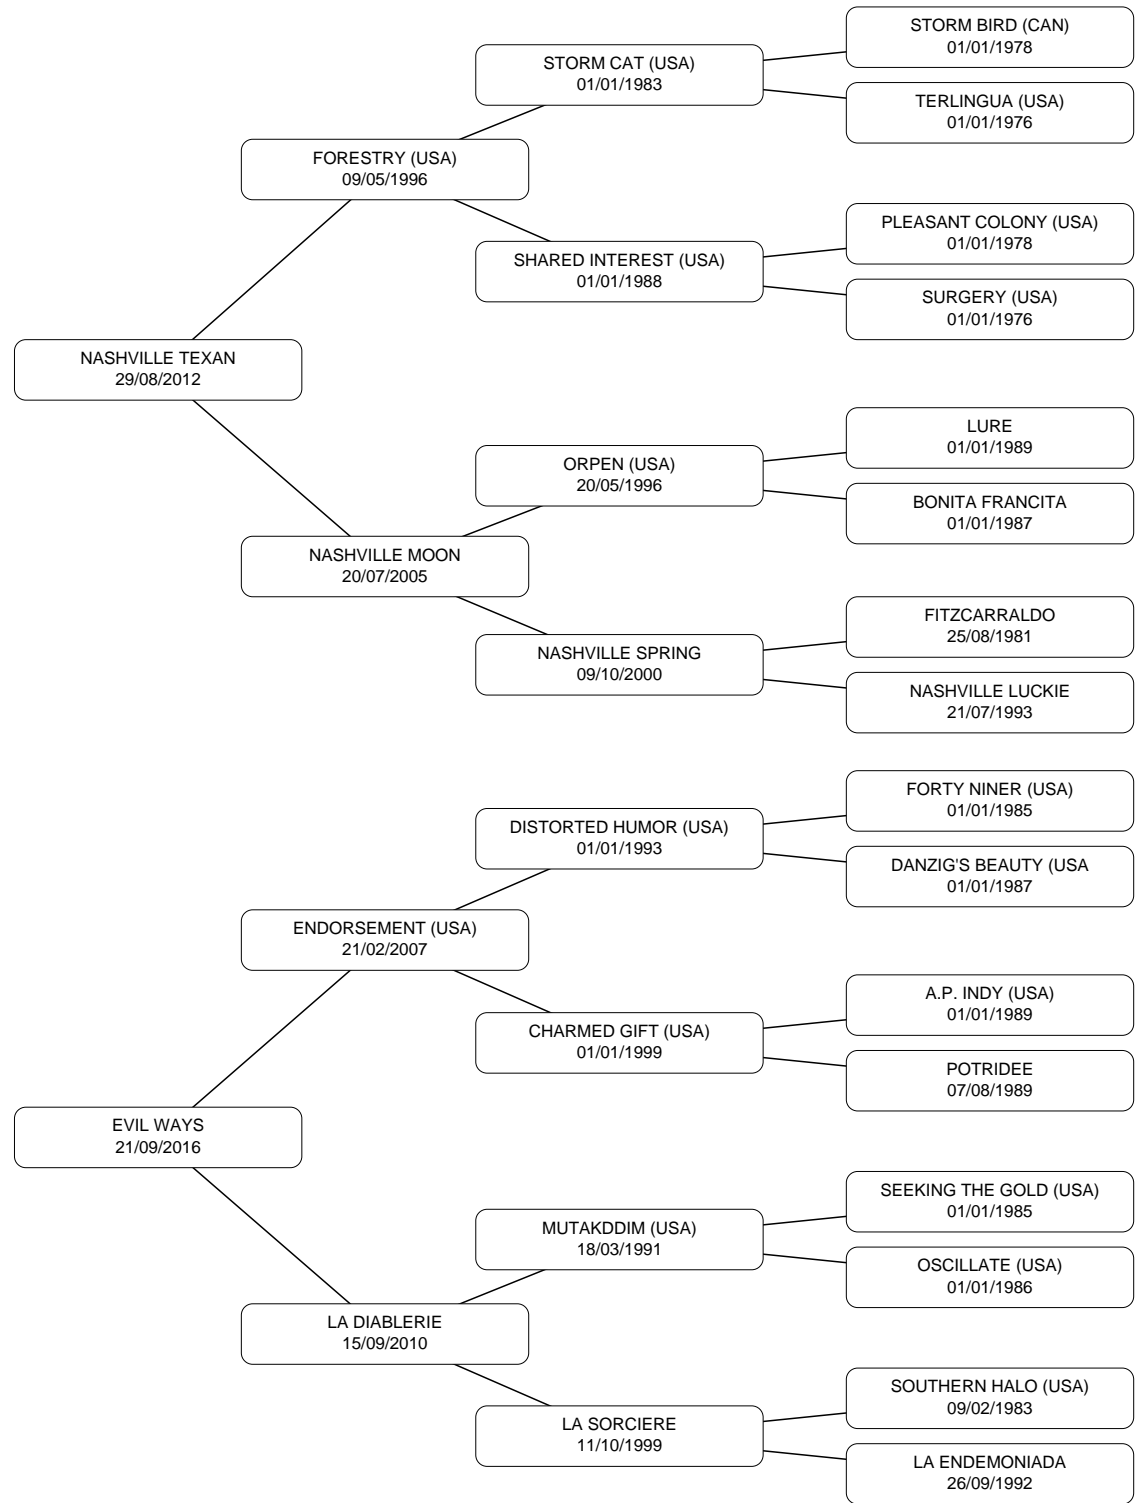 STORM BIRD (CAN)
01/01/1978
STORM CAT (USA)
01/01/1983
TERLINGUA (USA)
01/01/1976
FORESTRY (USA)
09/05/1996
PLEASANT COLONY (USA)
01/01/1978
SHARED INTEREST (USA)
01/01/1988
SURGERY (USA)
01/01/1976
NASHVILLE TEXAN
29/08/2012
LURE
01/01/1989
ORPEN (USA)
20/05/1996
BONITA FRANCITA
01/01/1987
NASHVILLE MOON
20/07/2005
FITZCARRALDO
25/08/1981
NASHVILLE SPRING
09/10/2000
NASHVILLE LUCKIE
21/07/1993
FORTY NINER (USA)
01/01/1985
DISTORTED HUMOR (USA)
01/01/1993
DANZIG'S BEAUTY (USA
01/01/1987
ENDORSEMENT (USA)
21/02/2007
A.P. INDY (USA)
01/01/1989
CHARMED GIFT (USA)
01/01/1999
POTRIDEE
07/08/1989
EVIL WAYS
21/09/2016
SEEKING THE GOLD (USA)
01/01/1985
MUTAKDDIM (USA)
18/03/1991
OSCILLATE (USA)
01/01/1986
LA DIABLERIE
15/09/2010
SOUTHERN HALO (USA)
09/02/1983
LA SORCIERE
11/10/1999
LA ENDEMONIADA
26/09/1992